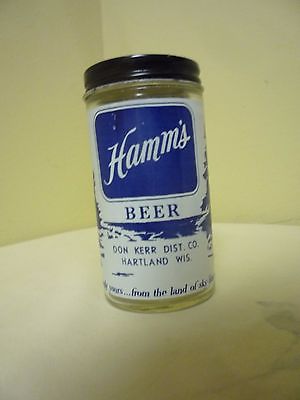 Hamm's
BEER
DON KERR DIST. CO.
HARTLAND WIS.
yours...from the land of sky